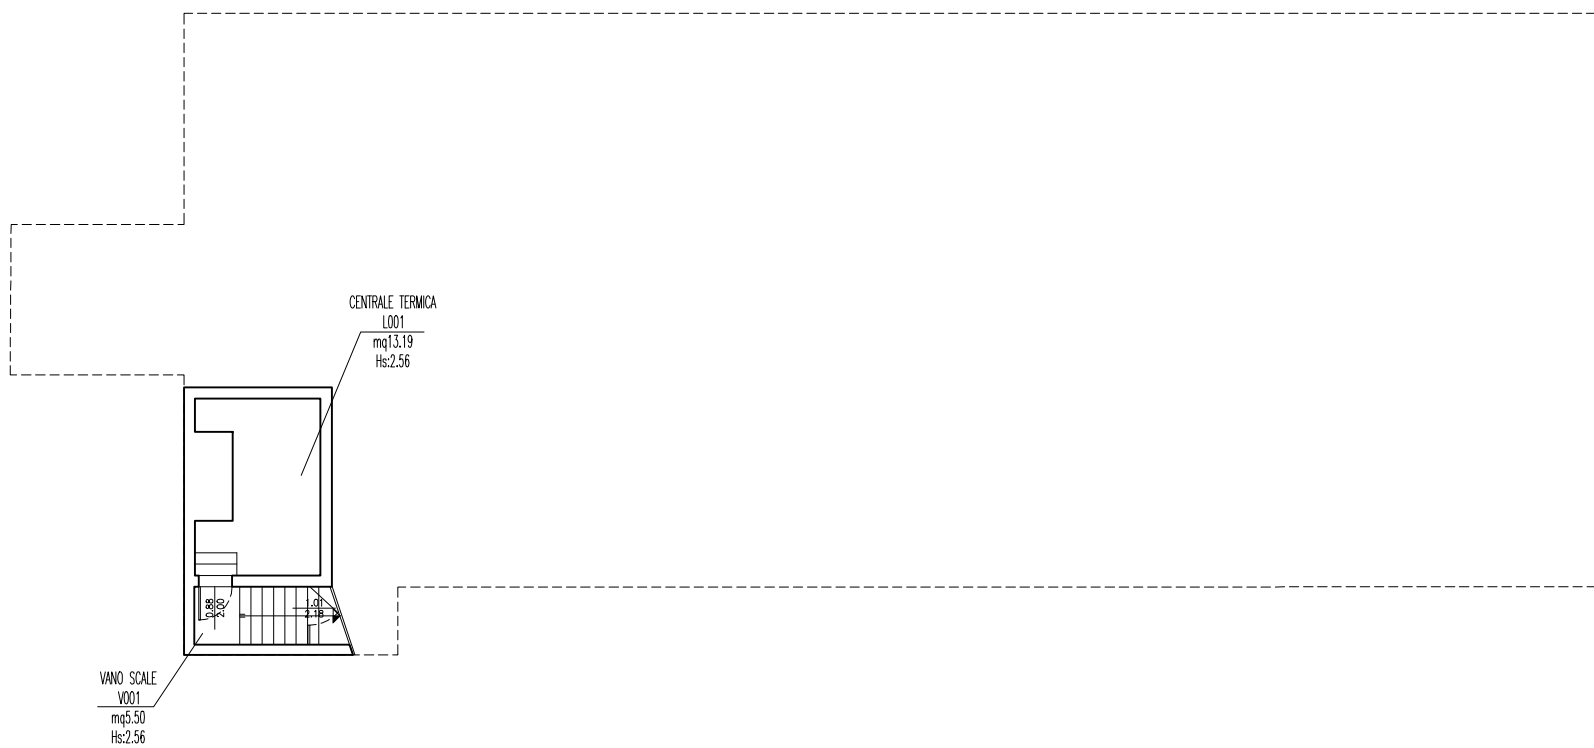 CENTRALE TERMICA
L001
mq13.19
Hs:2.56
0.88
2.00
1.01
2.18
VANO SCALE
V001
mq5.50
Hs:2.56